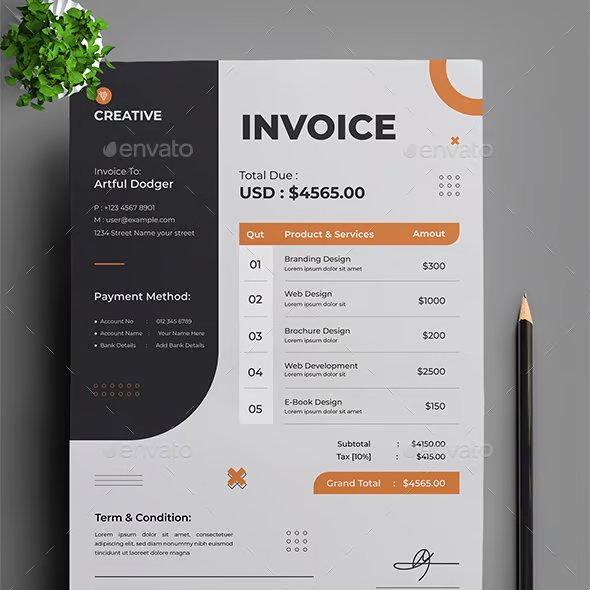 CREATIVE
Invoice To:
Artful Dodger
P : +123 4567 8901
M : user@example.com
1234 Street Name your street
Payment Method:
Account No : 012 345 6789
Account Name : Your Name Here
Bank Details : Add Bank Details
INVOICE
Total Due :
USD : $4565.00
Qut Product & Services Amout
01 Branding Design $300
Lorem ipsum dolor sit amet
02 Web Design $1000
Lorem ipsum dolor sit
03 Brochure Design $200
Lorem ipsum dolor
04 Web Development $2500
Lorem ipsum dolor sit
05 E-Book Design $150
Lorem ipsum dolor sit amet
Subtotal : $4150.00
Tax [10%] : $415.00
Grand Total : $4565.00
Term & Condition:
Lorem ipsum dolor sit amet, consectetuer
adipiscing elit, sed diam nonummy nibh euismod
tincidunt ut laoreet dolore magna
envato
envato
envato
envato